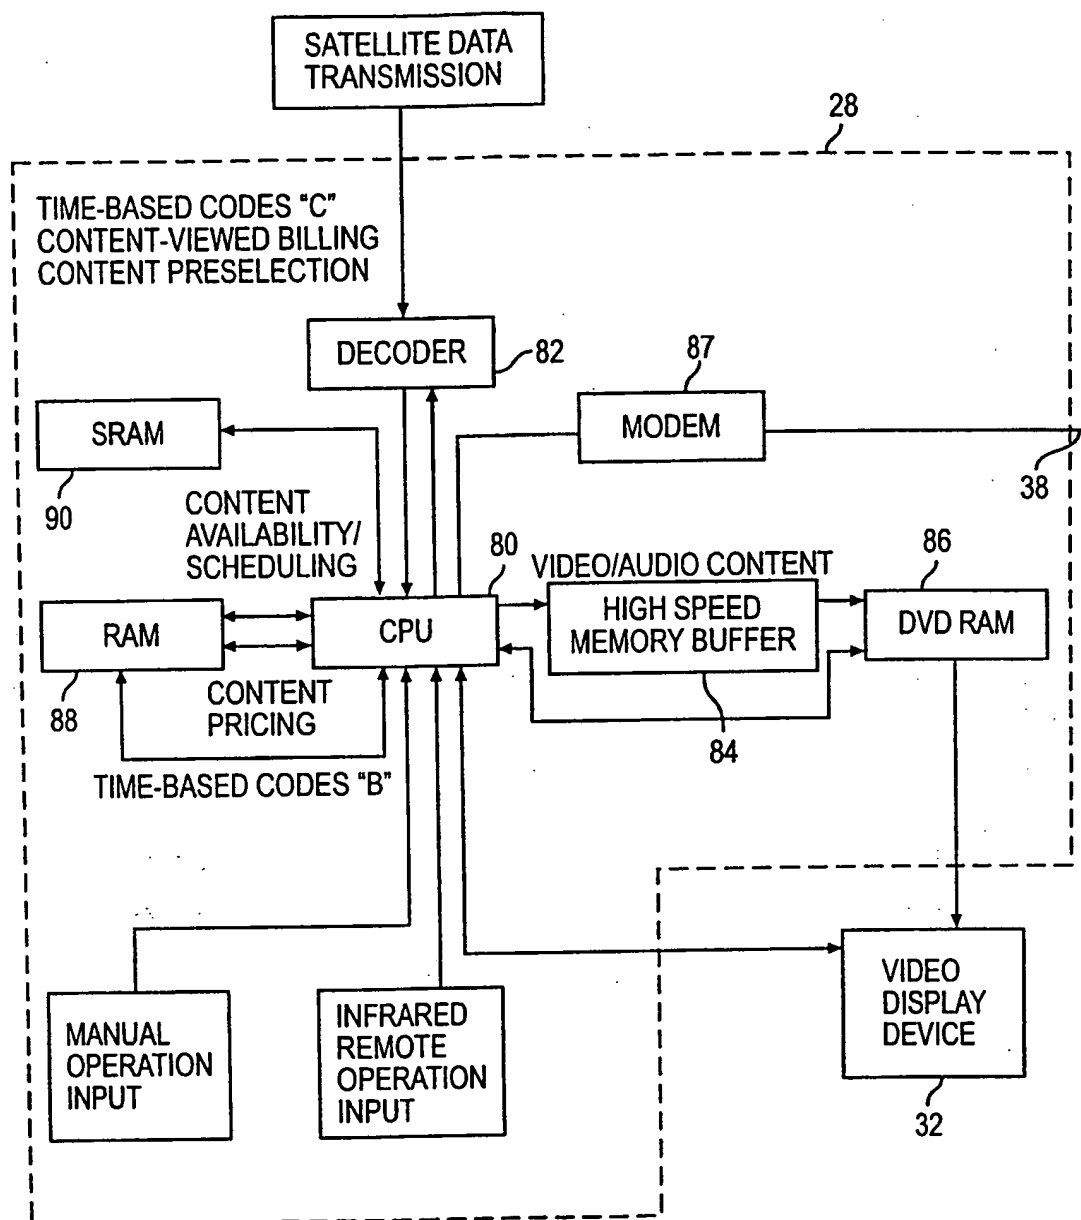 SATELLITE DATA
TRANSMISSION
28
TIME-BASED CODES "C"
CONTENT-VIEWED BILLING
CONTENT PRESELECTION
DECODER
82
87
MODEM
38
SRAM
90
CONTENT
AVAILABILITY/
SCHEDULING
80
VIDEO/AUDIO CONTENT
86
RAM
CPU
HIGH SPEED
MEMORY BUFFER
DVD RAM
88
CONTENT
PRICING
84
TIME-BASED CODES "B"
MANUAL
OPERATION
INPUT
INFRARED
REMOTE
OPERATION
INPUT
VIDEO
DISPLAY
DEVICE
32